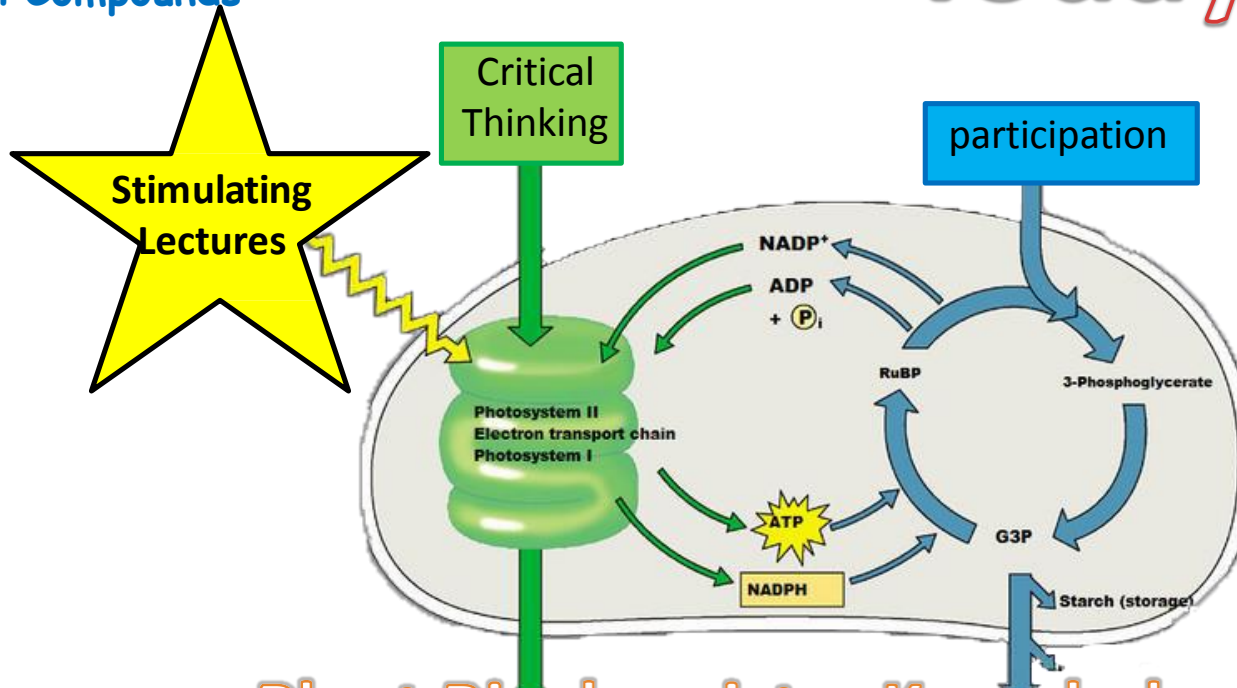 Compounds
Critical
Thinking
participation
Stimulating
Lectures
NADP+
ADP
+ Pi
RuBP
3-Phosphoglycerate
Photosystem II
Electron transport chain
Photosystem I
ATP
G3P
NADPH
Starch (storage)